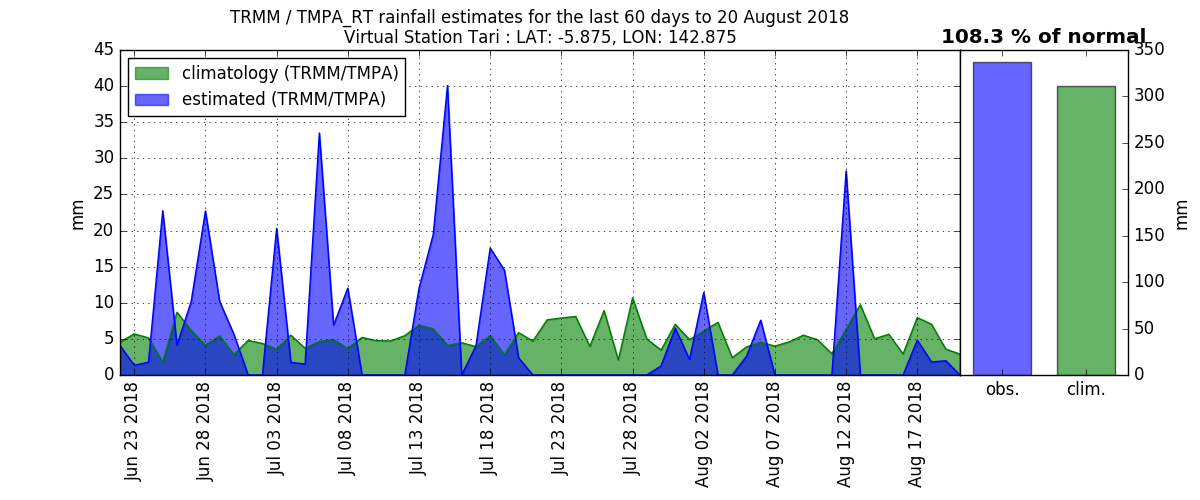 TRMM / TMPA_RT rainfall estimates for the last 60 days to 20 August 2018
Virtual Station Tari : LAT: -5.875, LON: 142.875
108.3 % of normal
climatology (TRMM/TMPA)
estimated (TRMM/TMPA)
mm
45
40
35
30
25
20
15
10
5
0
Jun 23 2018
Jun 28 2018
Jul 03 2018
Jul 08 2018
Jul 13 2018
Jul 18 2018
Jul 23 2018
Jul 28 2018
Aug 02 2018
Aug 07 2018
Aug 12 2018
Aug 17 2018
obs.
clim.
350
300
250
200
150
100
50
0
mm